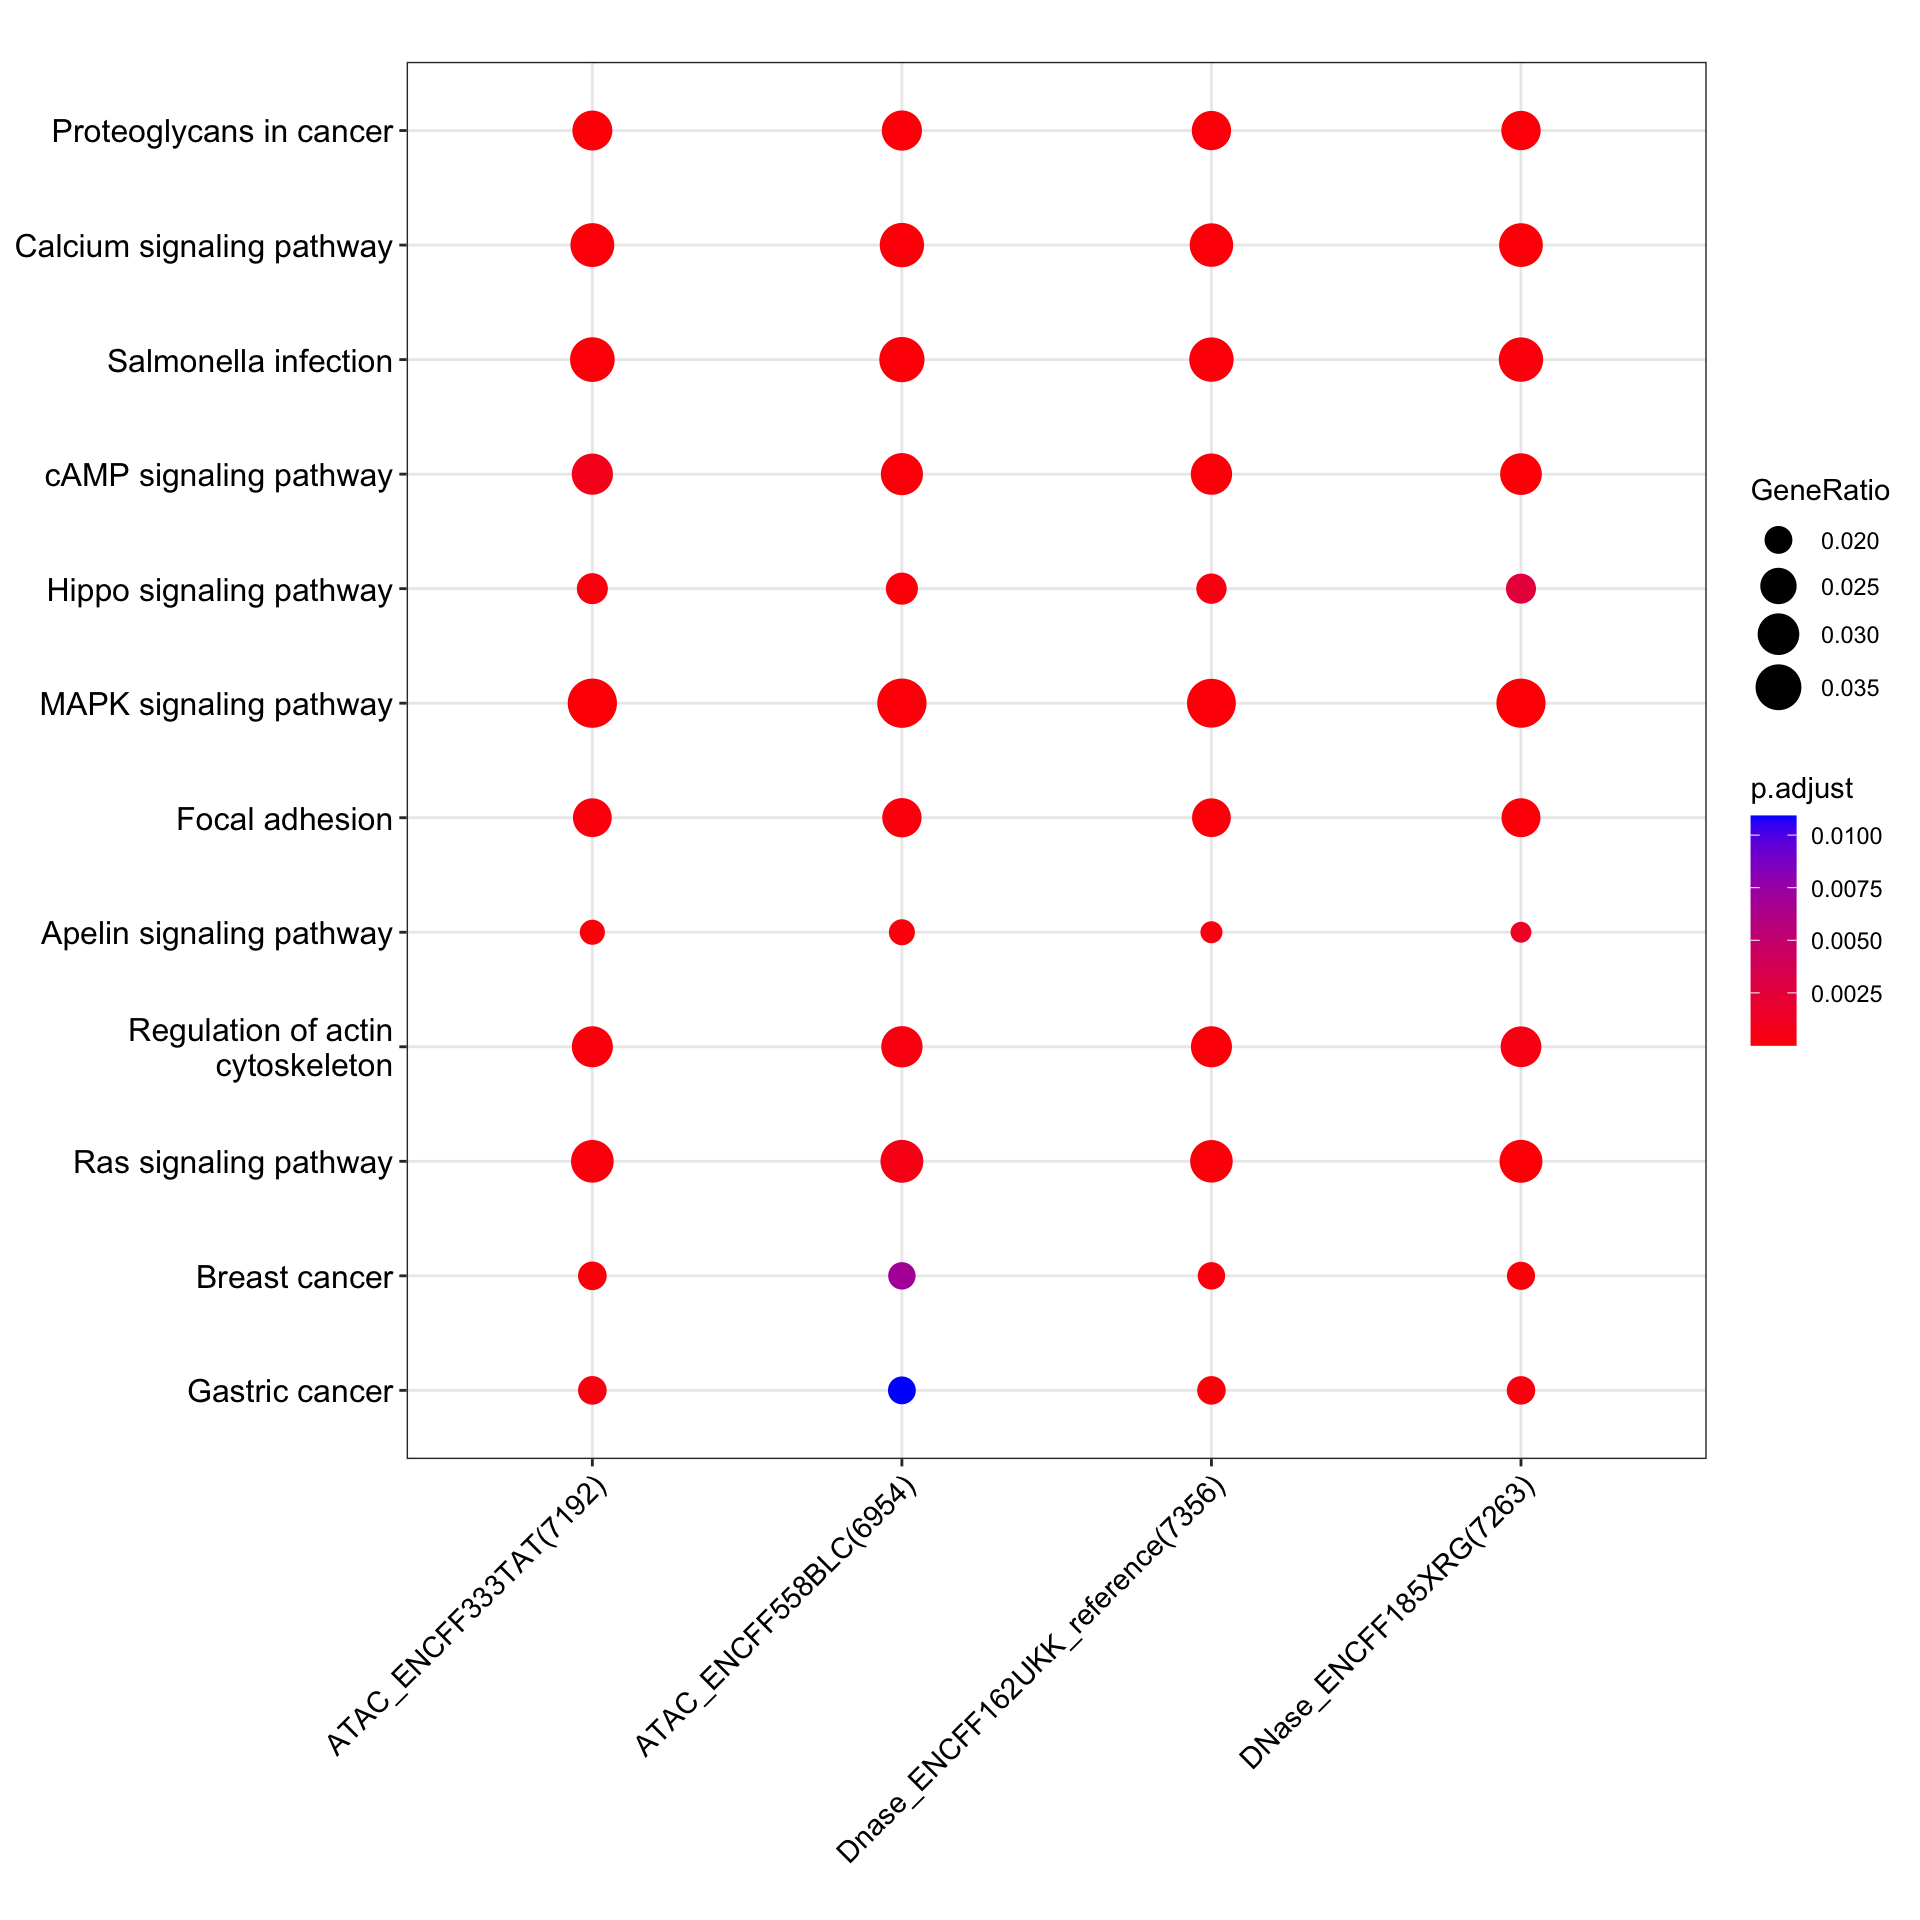 Proteoglycans in cancer
Calcium signaling pathway
Salmonella infection
cAMP signaling pathway
Hippo signaling pathway
MAPK signaling pathway
Focal adhesion
Apelin signaling pathway
Regulation of actin
cytoskeleton
Ras signaling pathway
Breast cancer
Gastric cancer
ATAC_ENCFF333TAT(7192)
ATAC_ENCFF558BLC(6954)
Dnase_ENCFF162UKK_reference(7356)
DNase_ENCFF185XRG(7263)
GeneRatio
0.020
0.025
0.030
0.035
p.adjust
0.0100
0.0075
0.0050
0.0025